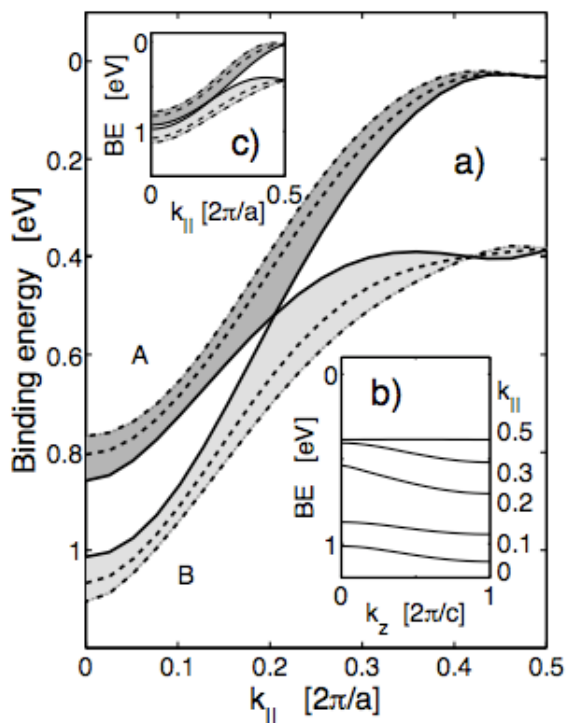 0
BE [eV]
1
c)
0
0.5
k|| [2π/a]
a)
0
0.2
0.4
0.6
0.8
1
Binding energy [eV]
A
B
b)
0
BE [eV]
1
k||
0.5
0.3
0.2
0.1
0
0
1
kz [2π/c]
0
0.1
0.2
0.3
0.4
0.5
k|| [2π/a]